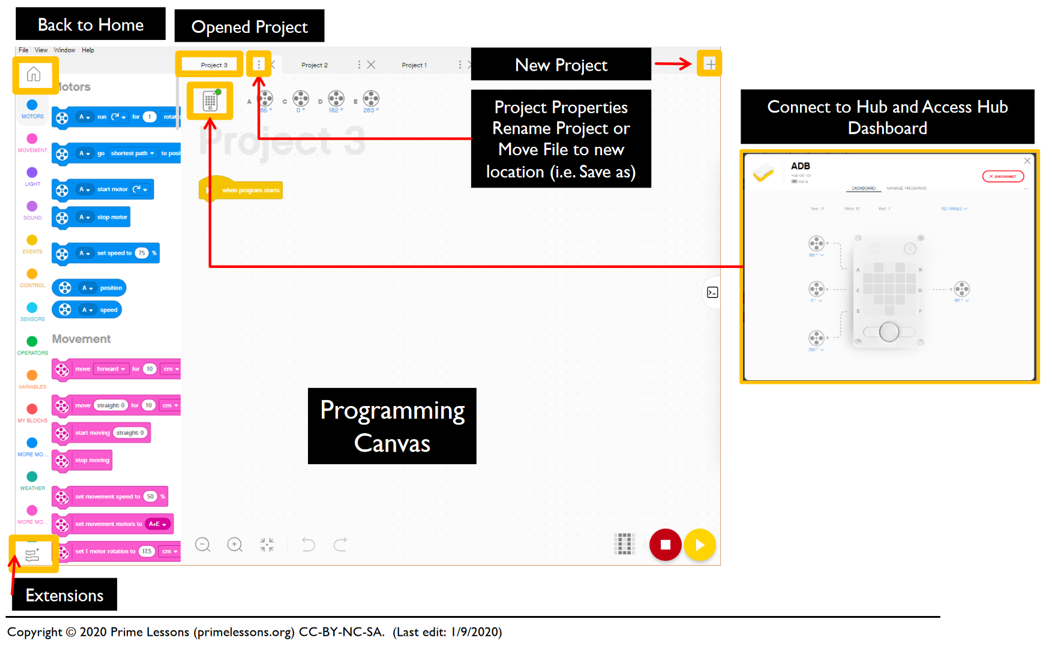 Back to Home
Opened Project
File View Window Help
Project 3
Project 2
Project 1
New Project
Project Properties
Rename Project or
Move File to new
location (i.e. Save as)
Connect to Hub and Access Hub
Dashboard
ADB
DISCONNECT
DASHBOARD
MANAGE PROGRAMS
TILT ANGLE
A
C
D
E
0 °
182 °
283 °
Project 3
when program starts
MOTORS
MOVEMENT
LIGHT
SOUND
EVENTS
CONTROL
SENSORS
OPERATORS
VARIABLES
MY BLOCKS
MORE MO...
WEATHER
MORE MO...
Motors
A run for 1 rotat
A go shortest path to posi
A start motor
A stop motor
A set speed to 75 %
A position
A speed
Movement
move forward for 10 cm
move straight: 0 for 10 cm
start moving straight: 0
stop moving
set movement speed to 50 %
set movement motors to A+E
set 1 motor rotation to 17.5 cm
Programming
Canvas
Extensions
Copyright © 2020 Prime Lessons (primelessons.org) CC-BY-NC-SA. (Last edit: 1/9/2020)